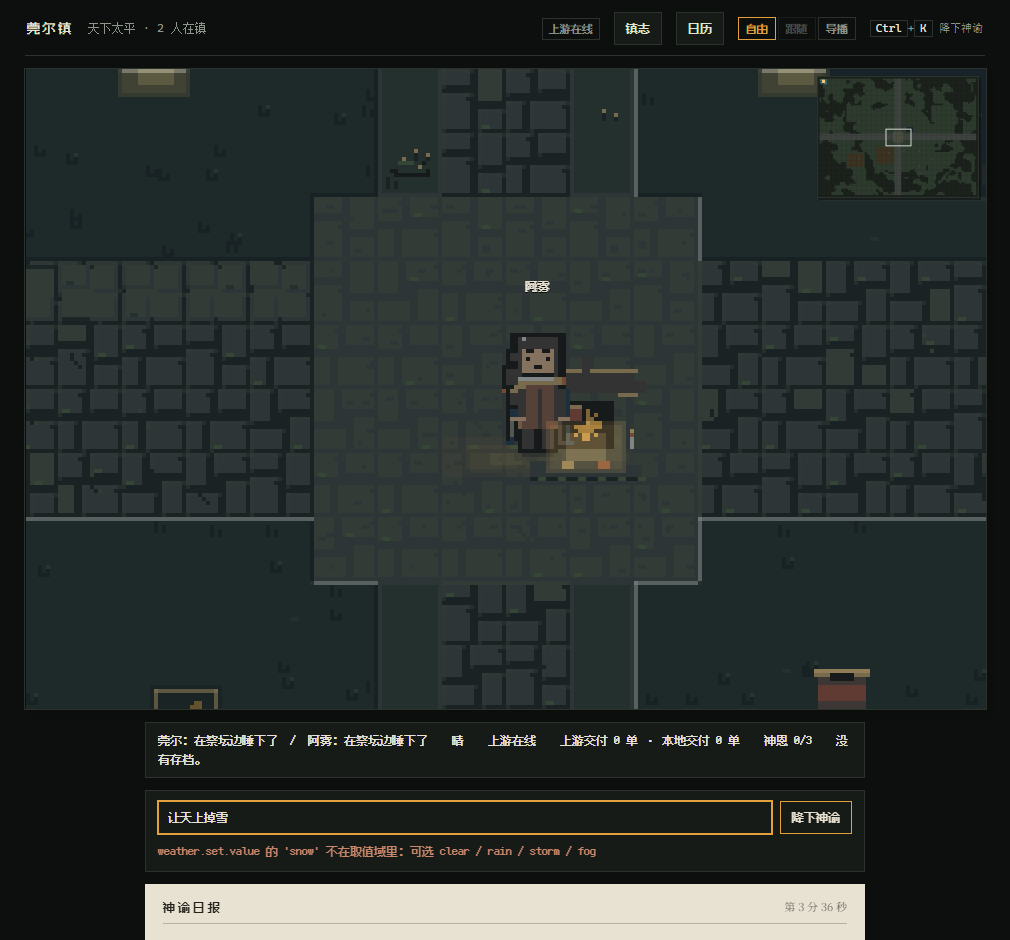 莞尔镇 天下太平 · 2 人在镇 上游在线 镇志 日历 自由 跟随 导播 Ctrl + K 降下神谕
阿雾
莞尔: 在祭坛边睡下了 / 阿雾: 在祭坛边睡下了 晴 上游在线 上游交付 0 单 · 本地交付 0 单 神恩 0/3 没
有存档。
让天上掉雪 降下神谕
weather.set.value 的 'snow' 不在取值域里: 可选 clear / rain / storm / fog
神谕日报 第 3 分 36 秒